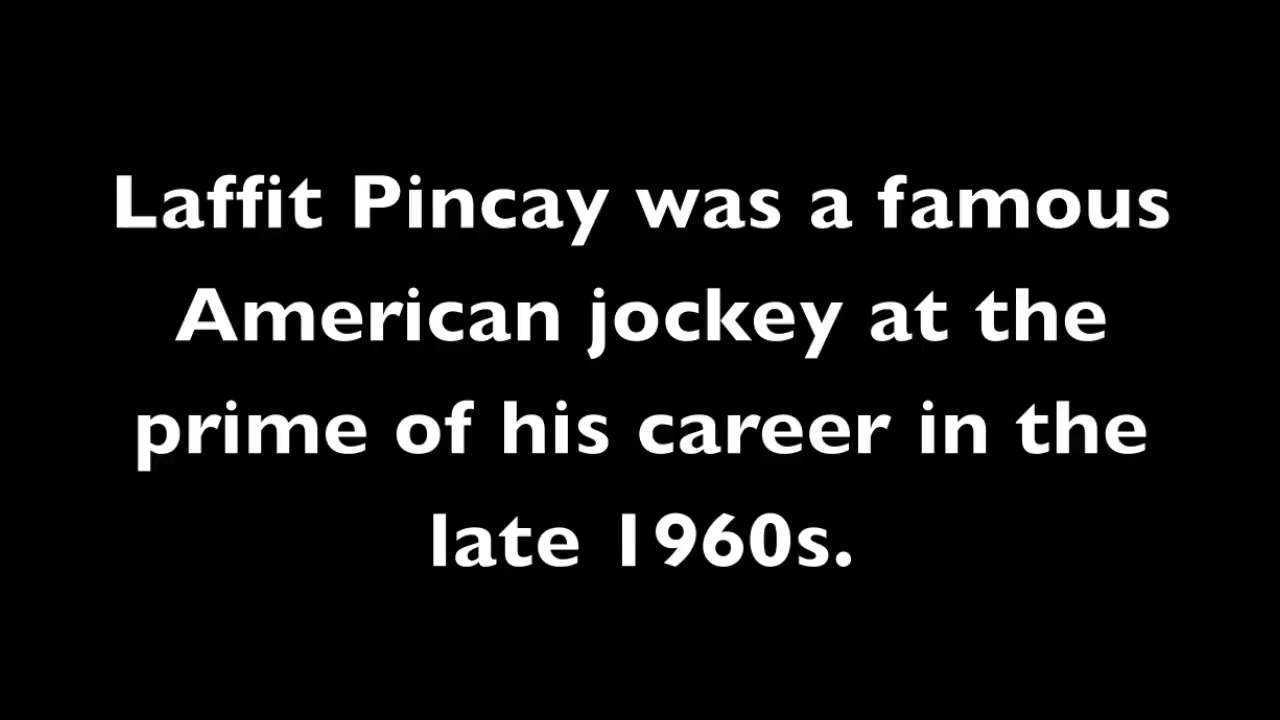 Laffit Pincay was a famous
American jockey at the
prime of his career in the
late 1960s.